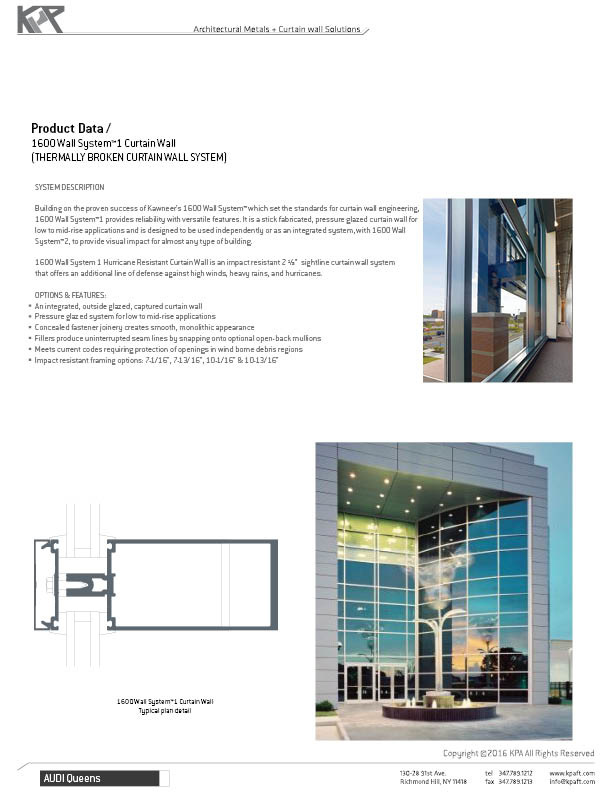 KPA
Architectural Metals + Curtain wall Solutions
Product Data /
1600 Wall System™1 Curtain Wall
(THERMALLY BROKEN CURTAIN WALL SYSTEM)
SYSTEM DESCRIPTION
Building on the proven success of Kawneer's 1600 Wall System™ which set the standards for curtain wall engineering,
1600 Wall System™1 provides reliability with versatile features. It is a stick fabricated, pressure glazed curtain wall for
low to mid-rise applications and is designed to be used independently or as an integrated system, with 1600 Wall
System™2, to provide visual impact for almost any type of building.
1600 Wall System 1 Hurricane Resistant Curtain Wall is an impact resistant 2 ½" sightline curtain wall system
that offers an additional line of defense against high winds, heavy rains, and hurricanes.
OPTIONS & FEATURES:
• An integrated, outside glazed, captured curtain wall
• Pressure glazed system for low to mid-rise applications
• Concealed fastener joinery creates smooth, monolithic appearance
• Fillers produce uninterrupted seam lines by snapping onto optional open-back mullions
• Meets current codes requiring protection of openings in wind borne debris regions
• Impact resistant framing options: 7-1/16", 7-13/16", 10-1/16" & 10-13/16"
1600 Wall System™1 Curtain Wall
Typical plan detail
Copyright ©2016 KPA All Rights Reserved
AUDI Queens
130-28 91st Ave. tel 347.789.1212 www.kpaft.com
Richmond Hill, NY 11418 fax 347.789.1213 info@kpaft.com